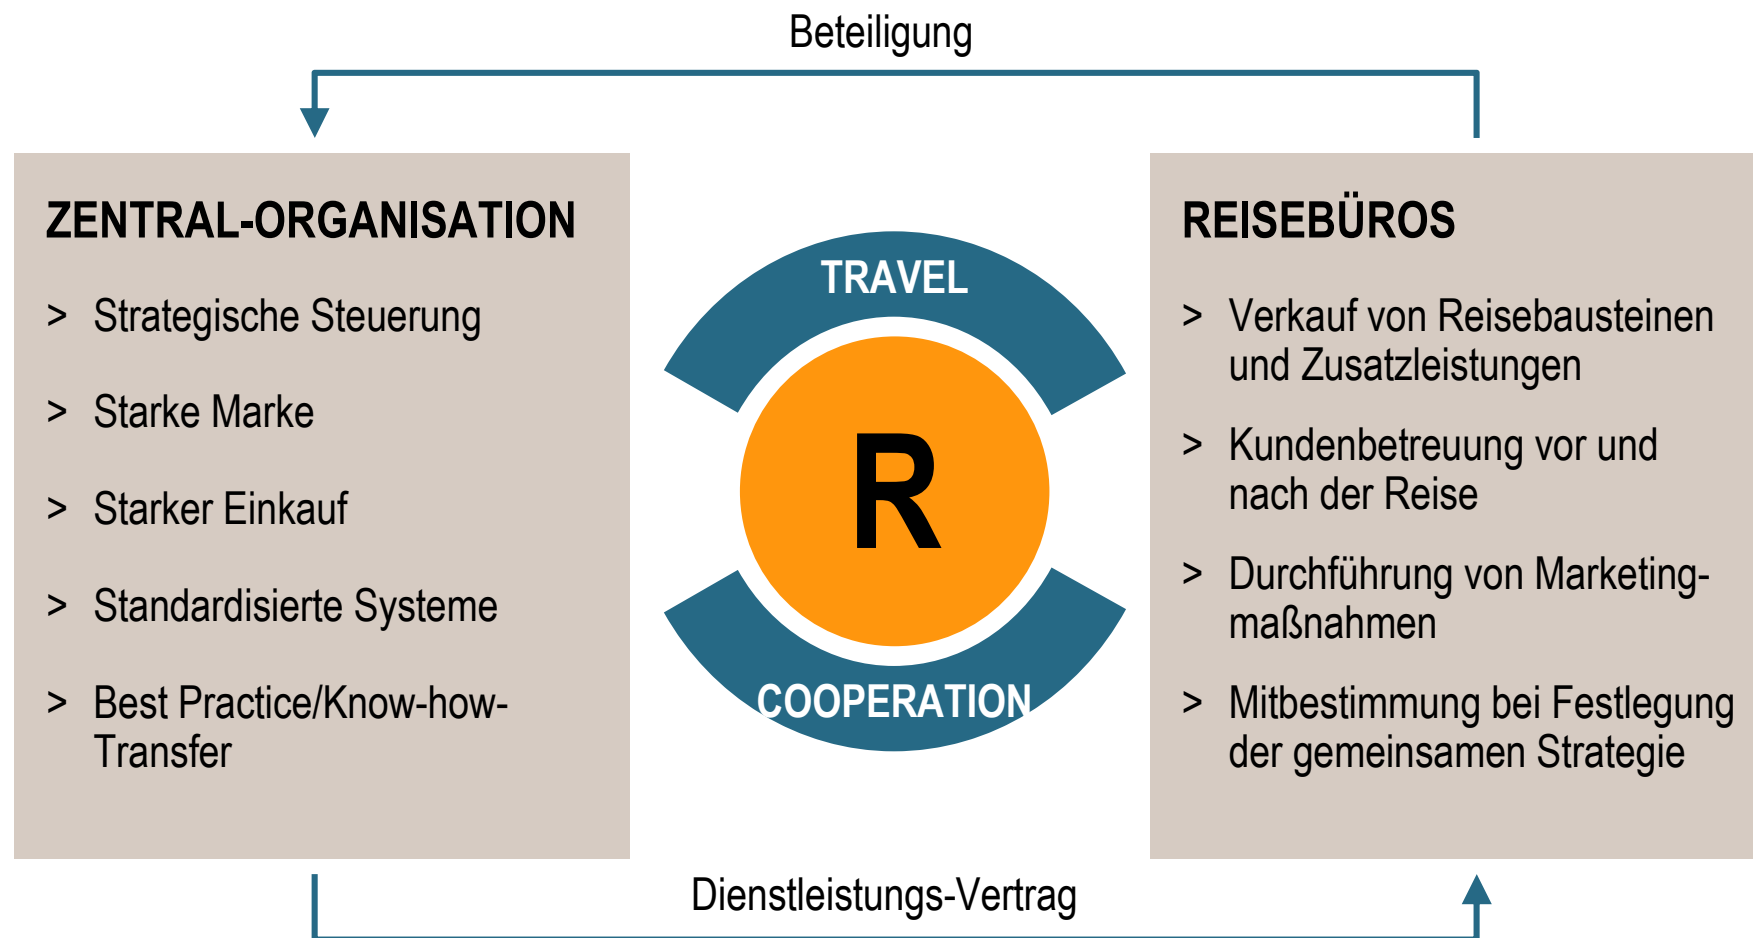 Beteiligung
ZENTRAL-ORGANISATION
> Strategische Steuerung
> Starke Marke
> Starker Einkauf
> Standardisierte Systeme
> Best Practice/Know-how-
Transfer
TRAVEL
R
COOPERATION
REISEBÜROS
> Verkauf von Reisebausteinen
und Zusatzleistungen
> Kundenbetreuung vor und
nach der Reise
> Durchführung von Marketing-
maßnahmen
> Mitbestimmung bei Festlegung
der gemeinsamen Strategie
Dienstleistungs-Vertrag